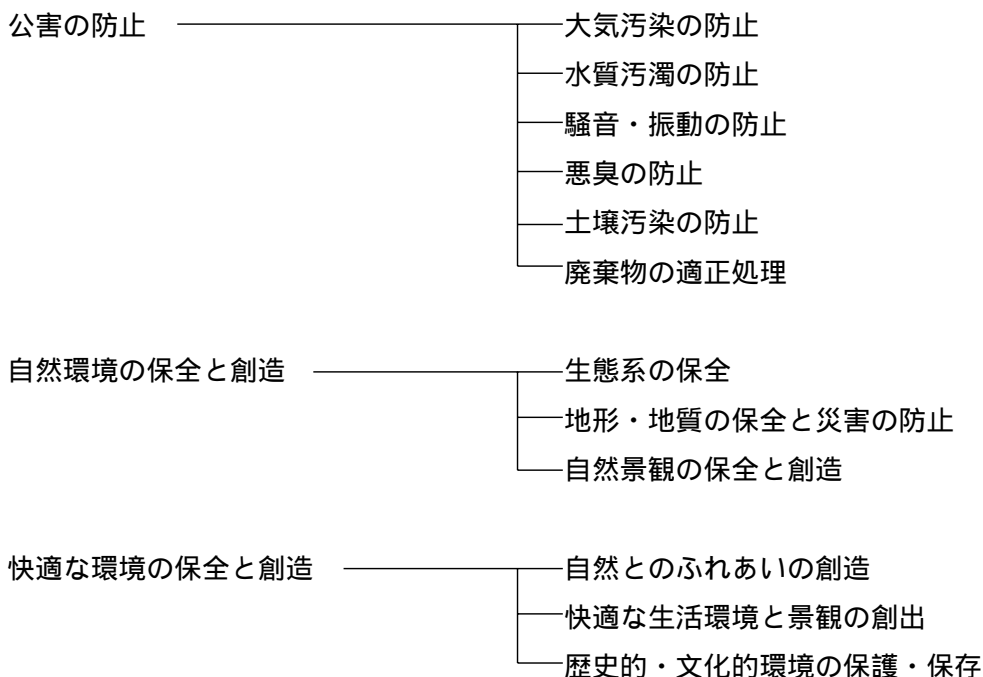 公害の防止
大気汚染の防止
水質汚濁の防止
騒音・振動の防止
悪臭の防止
土壌汚染の防止
廃棄物の適正処理
自然環境の保全と創造
生態系の保全
地形・地質の保全と災害の防止
自然景観の保全と創造
快適な環境の保全と創造
自然とのふれあいの創造
快適な生活環境と景観の創出
歴史的・文化的環境の保護・保存